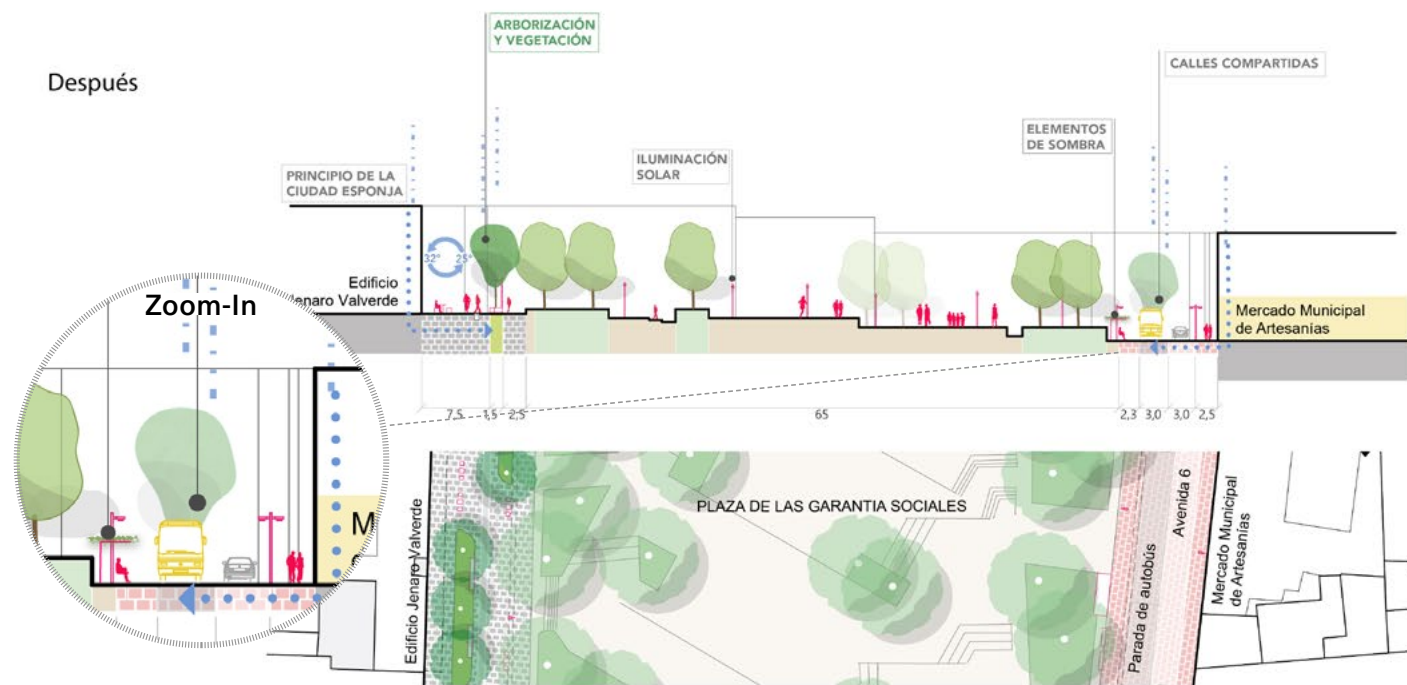 Después
ARBORIZACIÓN
Y VEGETACIÓN
CALLES COMPARTIDAS
ELEMENTOS
DE SOMBRA
ILUMINACIÓN
SOLAR
PRINCIPIO DE LA
CIUDAD ESPONJA
32° 25°
Edificio
Jenaro Valverde
Mercado Municipal
de Artesanías
Zoom-In
M
7,5 1,5 2,5 65 2,3 3,0 3,0 2,5
Edificio Jenaro Valverde
PLAZA DE LAS GARANTIA SOCIALES
Parada de autobús
Avenida 6
Mercado Municipal
de Artesanías